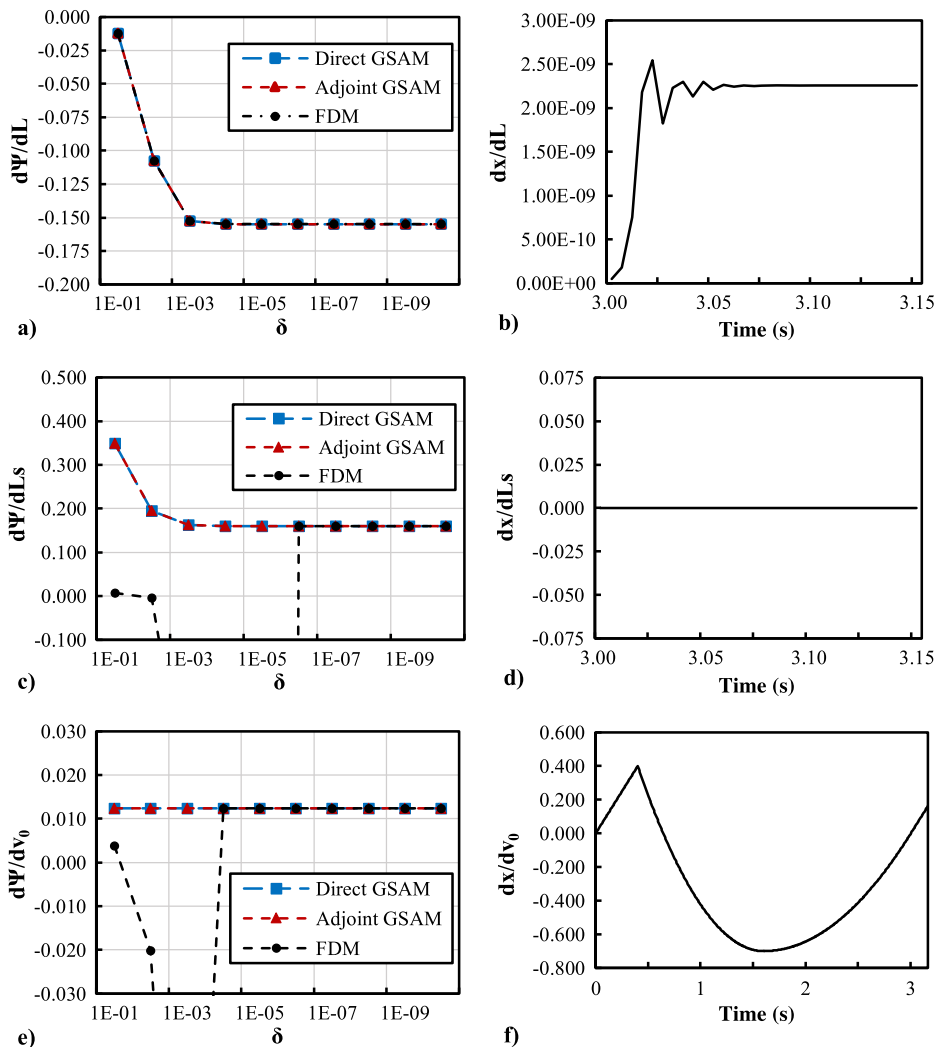 0.000
-0.025
-0.050
-0.075
-0.100
-0.125
-0.150
-0.175
-0.200
dΨ/dL
Direct GSAM
Adjoint GSAM
FDM
1E-01 1E-03 1E-05 1E-07 1E-09
δ
a)
3.00E-09
2.50E-09
2.00E-09
1.50E-09
1.00E-09
5.00E-10
0.00E+00
dx/dL
3.00 3.05 3.10 3.15
Time (s)
b)
0.500
0.400
0.300
0.200
0.100
0.000
-0.100
dΨ/dLs
Direct GSAM
Adjoint GSAM
FDM
1E-01 1E-03 1E-05 1E-07 1E-09
δ
c)
0.075
0.050
0.025
0.000
-0.025
-0.050
-0.075
dx/dLs
3.00 3.05 3.10 3.15
Time (s)
d)
0.030
0.020
0.010
0.000
-0.010
-0.020
-0.030
dΨ/dv₀
Direct GSAM
Adjoint GSAM
FDM
1E-01 1E-03 1E-05 1E-07 1E-09
δ
e)
0.600
0.400
0.200
0.000
-0.200
-0.400
-0.600
-0.800
dx/dv₀
0 1 2 3
Time (s)
f)